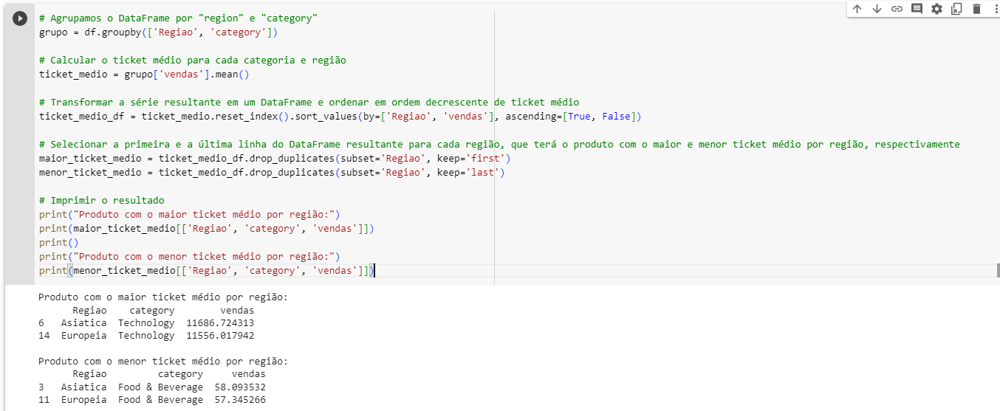 # Agrupamos o DataFrame por "region" e "category"
grupo = df.groupby(['Regiao', 'category'])
# Calcular o ticket médio para cada categoria e região
ticket_medio = grupo['vendas'].mean()
# Transformar a série resultante em um DataFrame e ordenar em ordem decrescente de ticket médio
ticket_medio_df = ticket_medio.reset_index().sort_values(by=['Regiao', 'vendas'], ascending=[True, False])
# Selecionar a primeira e a última linha do DataFrame resultante para cada região, que terá o produto com o maior e menor ticket médio por região, respectivamente
maior_ticket_medio = ticket_medio_df.drop_duplicates(subset='Regiao', keep='first')
menor_ticket_medio = ticket_medio_df.drop_duplicates(subset='Regiao', keep='last')
# Imprimir o resultado
print("Produto com o maior ticket médio por região:")
print(maior_ticket_medio[['Regiao', 'category', 'vendas']])
print()
print("Produto com o menor ticket médio por região:")
print(menor_ticket_medio[['Regiao', 'category', 'vendas']])
Produto com o maior ticket médio por região:
Regiao category vendas
6 Asiatica Technology 11686.724313
14 Europeia Technology 11556.017942
Produto com o menor ticket médio por região:
Regiao category vendas
3 Asiatica Food & Beverage 58.093532
11 Europeia Food & Beverage 57.345266